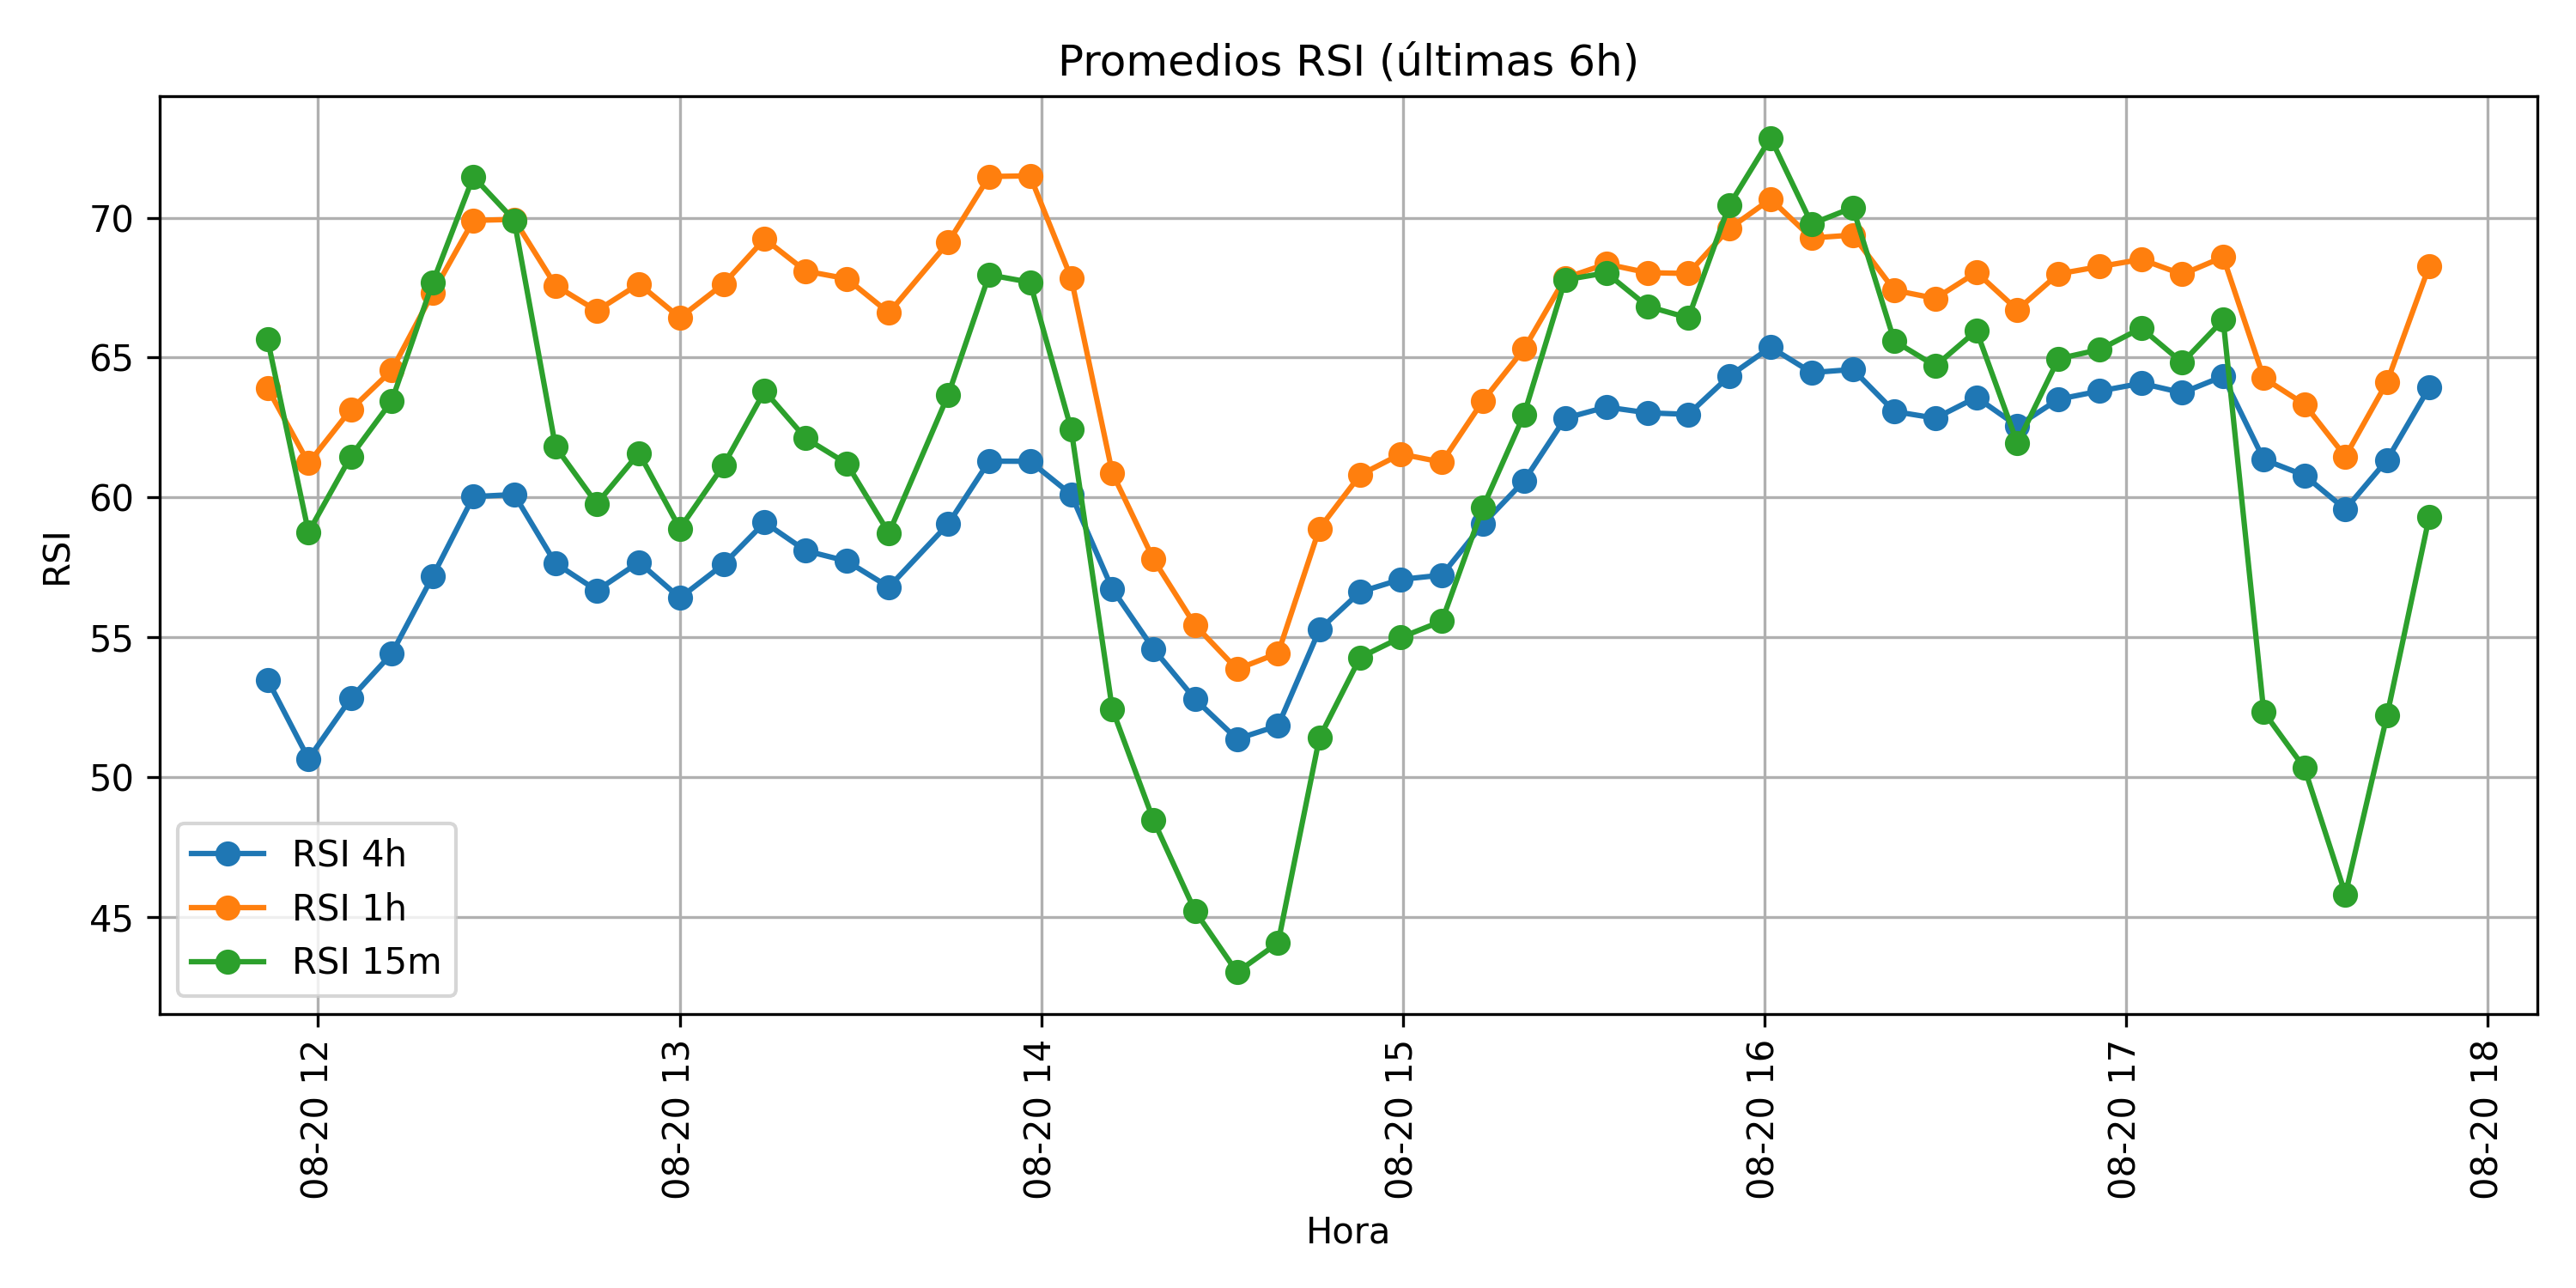 Promedios RSI (últimas 6h)
RSI
70
65
60
55
50
45
RSI 4h
RSI 1h
RSI 15m
08-20 12
08-20 13
08-20 14
08-20 15
08-20 16
08-20 17
08-20 18
Hora